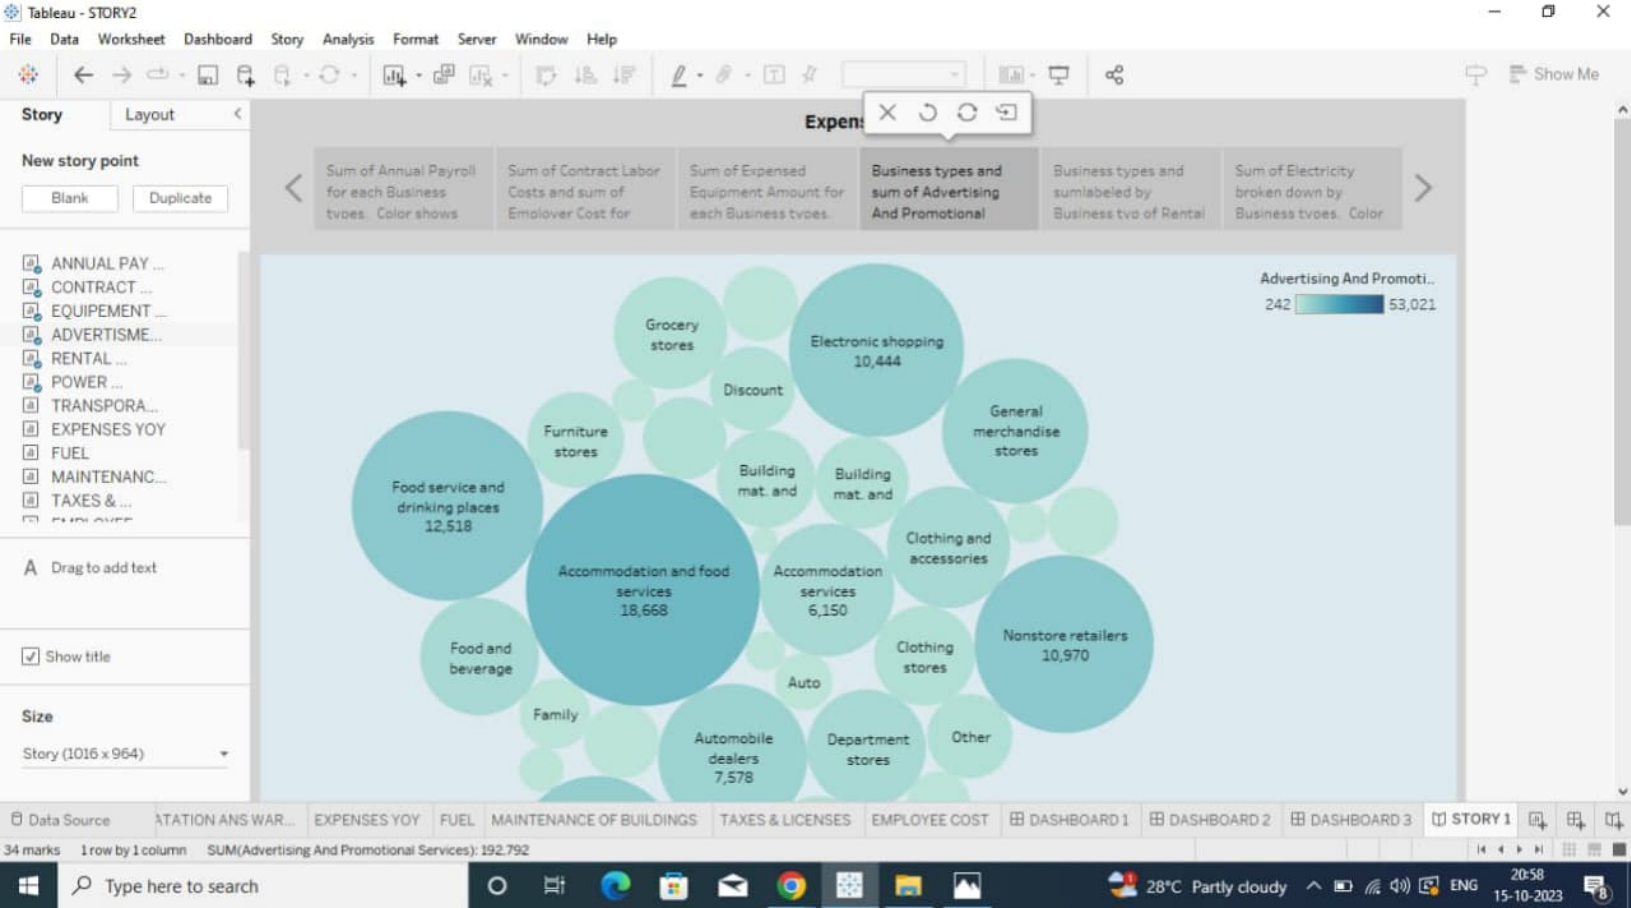 Tableau - STORY2
File Data Worksheet Dashboard Story Analysis Format Server Window Help
Show Me
Story Layout
New story point
Blank Duplicate
ANNUAL PAY ...
CONTRACT ...
EQUIPEMENT ...
ADVERTISME...
RENTAL ...
POWER ...
TRANSPORA...
EXPENSES YOY
FUEL
MAINTENANC...
TAXES & ...
A Drag to add text
Show title
Size
Story (1016 x 964)
Sum of Annual Payroll
for each Business
types. Color shows
Sum of Contract Labor
Costs and sum of
Employer Cost for
Sum of Expensed
Equipment Amount for
each Business types.
Business types and
sum of Advertising
And Promotional
Business types and
sumlabeled by
Business typ of Rental
Sum of Electricity
broken down by
Business types. Color
Advertising And Promoti..
242 53,021
Grocery
stores
Electronic shopping
10,444
Discount
General
merchandise
stores
Furniture
stores
Building
mat. and
Building
mat. and
Food service and
drinking places
12,518
Clothing and
accessories
Accommodation and food
services
18,668
Accommodation
services
6,150
Nonstore retailers
10,970
Food and
beverage
Clothing
stores
Auto
Family
Automobile
dealers
7,578
Department
stores
Other
Data Source ATATION ANS WAR... EXPENSES YOY FUEL MAINTENANCE OF BUILDINGS TAXES & LICENSES EMPLOYEE COST DASHBOARD 1 DASHBOARD 2 DASHBOARD 3 STORY 1
34 marks 1 row by 1 column SUM(Advertising And Promotional Services): 192,792
Type here to search
28°C Partly cloudy
ENG
20:58
15-10-2023
8